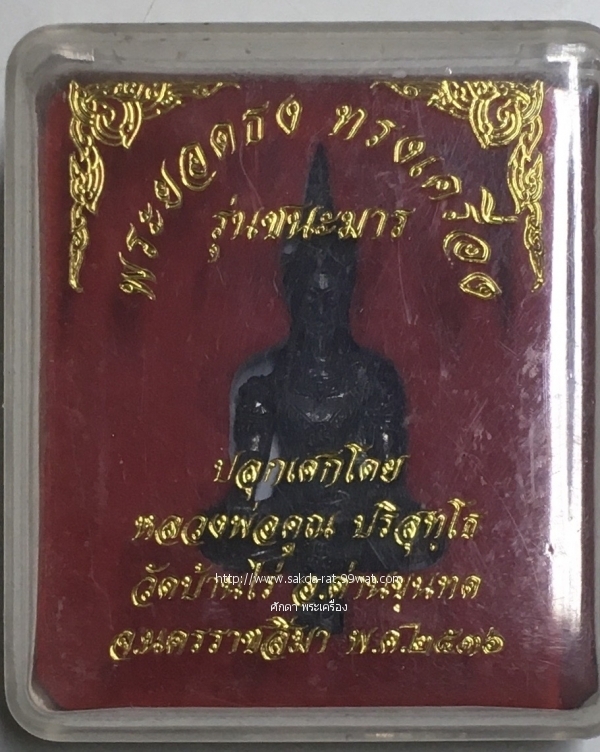 พระยอดธง ทรงเครื่อง
รุ่นชนะมาร
ปลุกเศกโดย
หลวงพ่อคูณ ปริสุทฺโธ
http://www.sakda-rat.99wat.com
วัดบ้านไร่ อ.ด่านขุนทด
ศักดา พระเครื่อง
จ.นครราชสีมา พ.ศ.๒๕๓๖